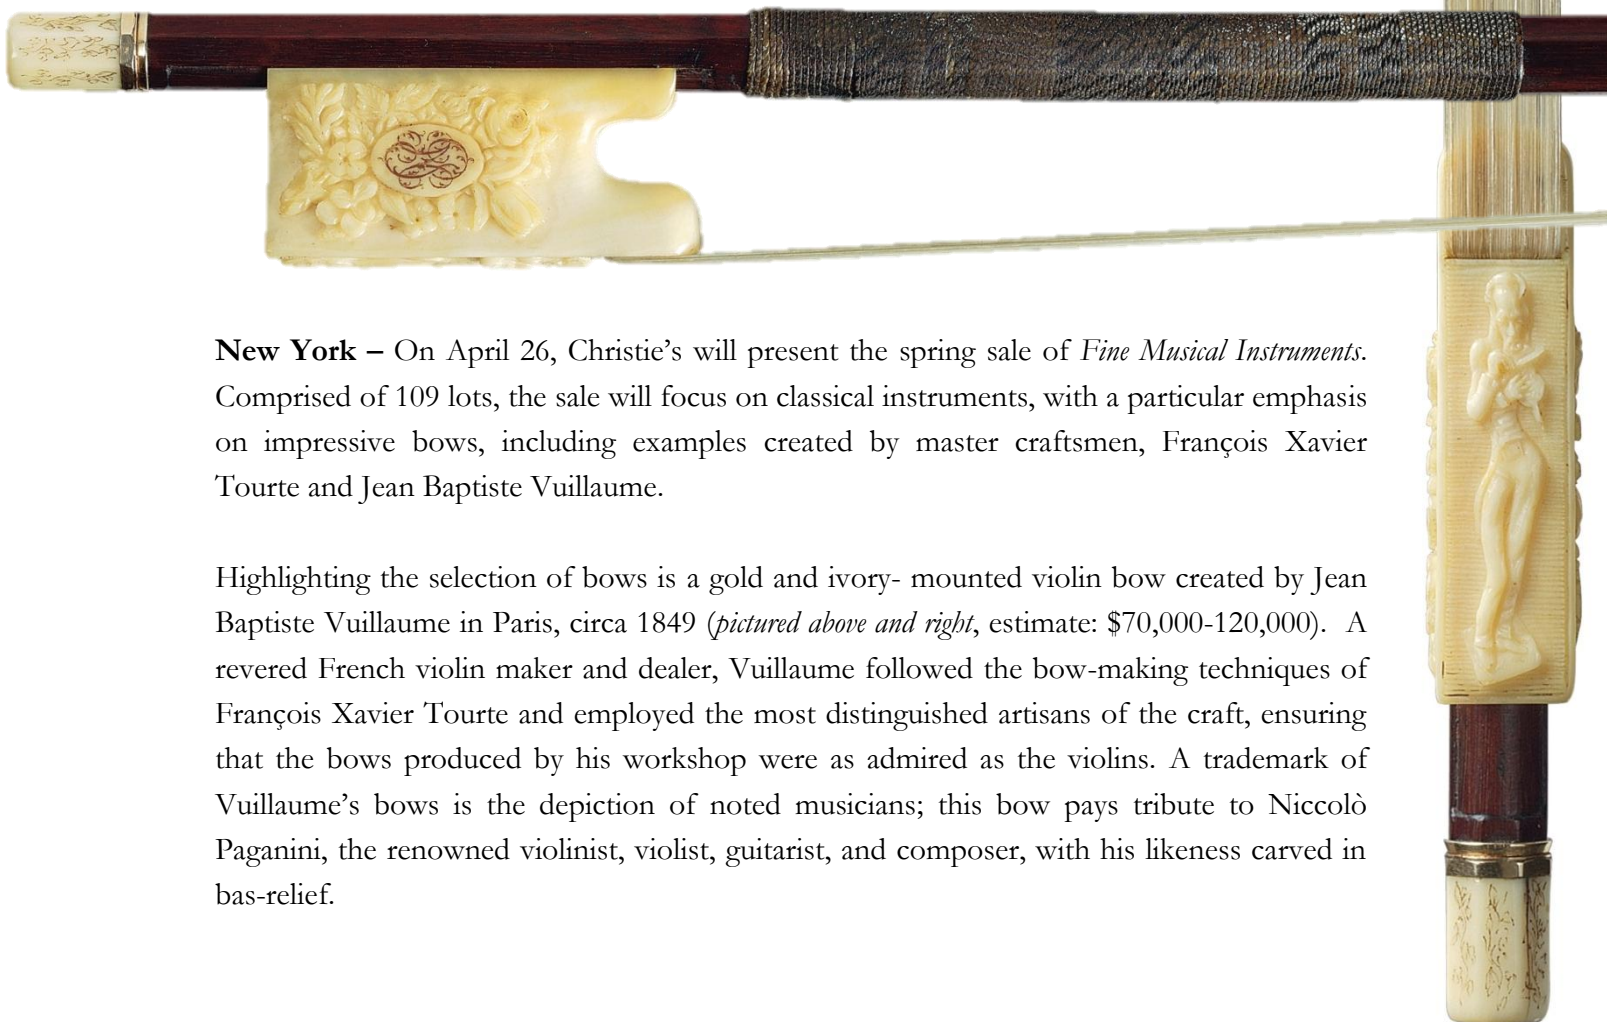 New York – On April 26, Christie’s will present the spring sale of Fine Musical Instruments.
Comprised of 109 lots, the sale will focus on classical instruments, with a particular emphasis
on impressive bows, including examples created by master craftsmen, François Xavier
Tourte and Jean Baptiste Vuillaume.
Highlighting the selection of bows is a gold and ivory- mounted violin bow created by Jean
Baptiste Vuillaume in Paris, circa 1849 (pictured above and right, estimate: $70,000-120,000). A
revered French violin maker and dealer, Vuillaume followed the bow-making techniques of
François Xavier Tourte and employed the most distinguished artisans of the craft, ensuring
that the bows produced by his workshop were as admired as the violins. A trademark of
Vuillaume’s bows is the depiction of noted musicians; this bow pays tribute to Niccolò
Paganini, the renowned violinist, violist, guitarist, and composer, with his likeness carved in
bas-relief.